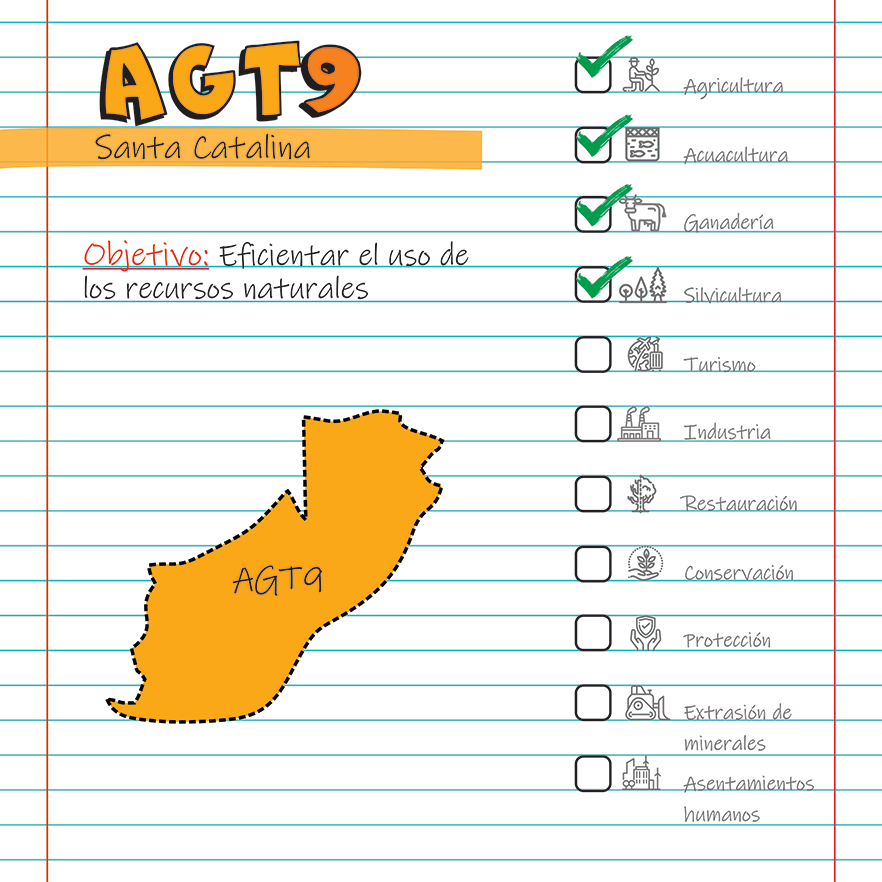 AGT9
Santa Catalina
Objetivo: Eficientar el uso de
los recursos naturales
AGT9
Agricultura
Acuacultura
Ganadería
Silvicultura
Turismo
Industria
Restauración
Conservación
Protección
Extrasión de
minerales
Asentamientos
humanos